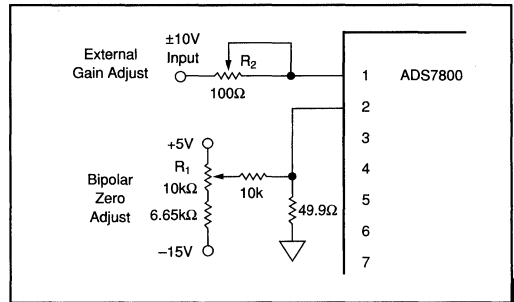 External
Gain Adjust
±10V
Input
R2
100Ω
1
ADS7800
2
3
4
5
6
7
+5V
R1
10kΩ
10k
Bipolar
Zero
Adjust
6.65kΩ
49.9Ω
–15V